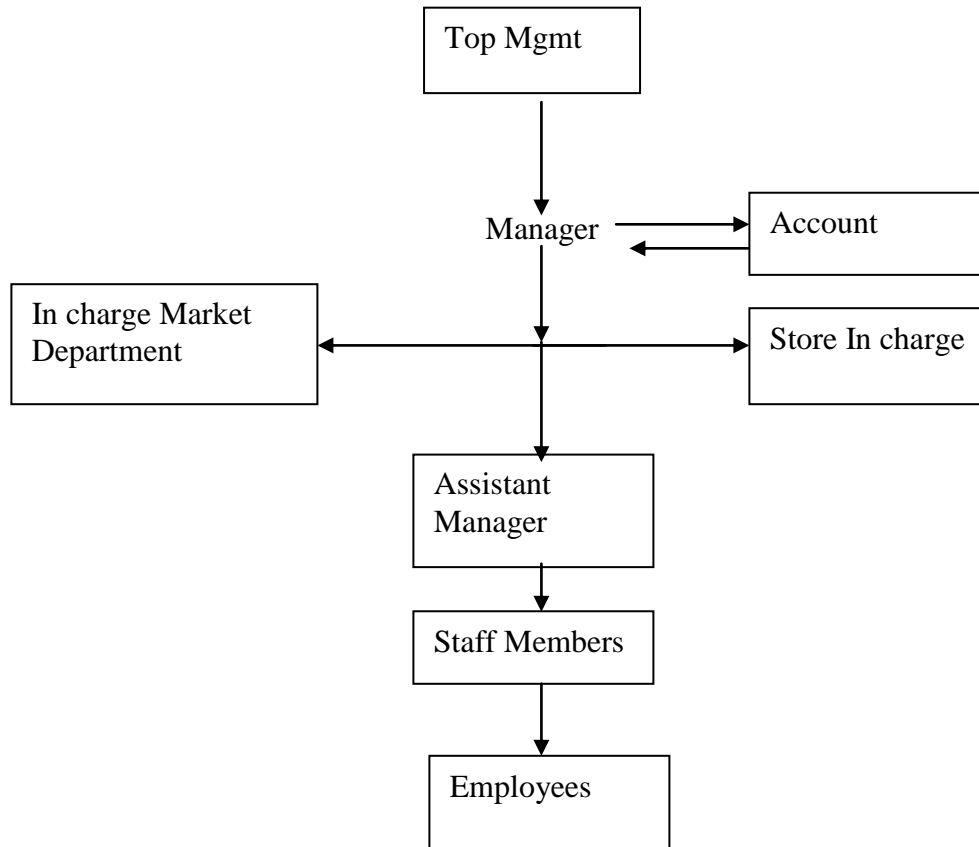 Top Mgmt
Manager
Account
In charge Market
Department
Store In charge
Assistant
Manager
Staff Members
Employees